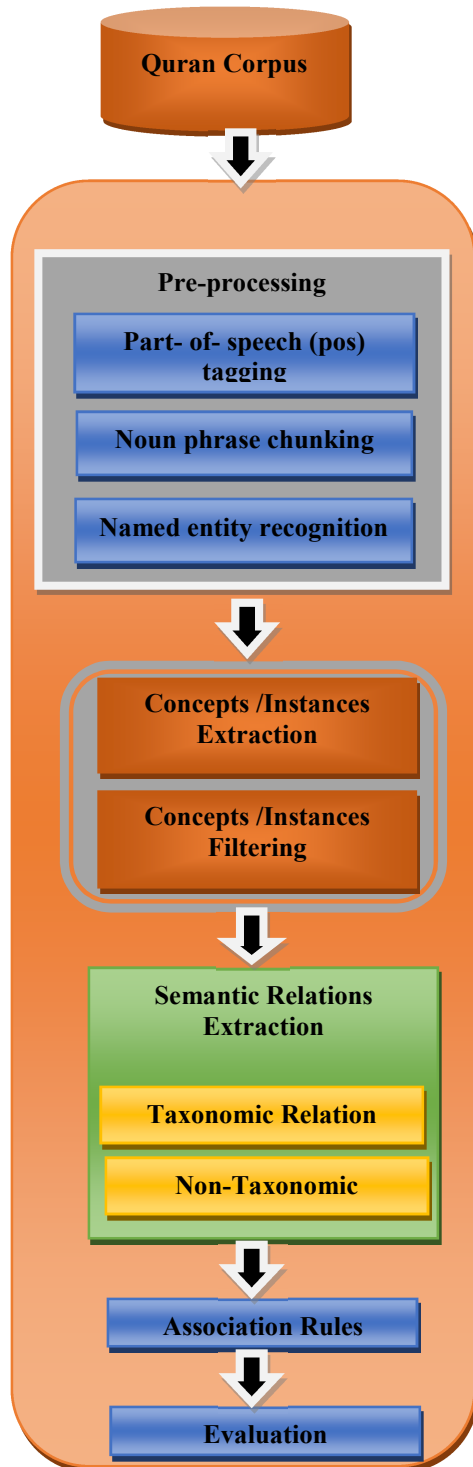 Quran Corpus
Pre-processing
Part- of- speech (pos)
tagging
Noun phrase chunking
Named entity recognition
Concepts /Instances
Extraction
Concepts /Instances
Filtering
Semantic Relations
Extraction
Taxonomic Relation
Non-Taxonomic
Association Rules
Evaluation